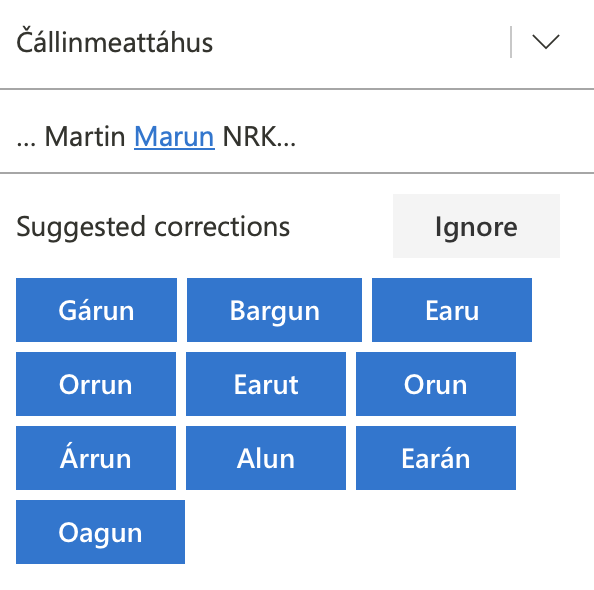 Čállinmeattáhus
... Martin Marun NRK...
Suggested corrections Ignore
Gárun Bargun Earu
Orrun Earut Orun
Árrun Alun Earán
Oagun